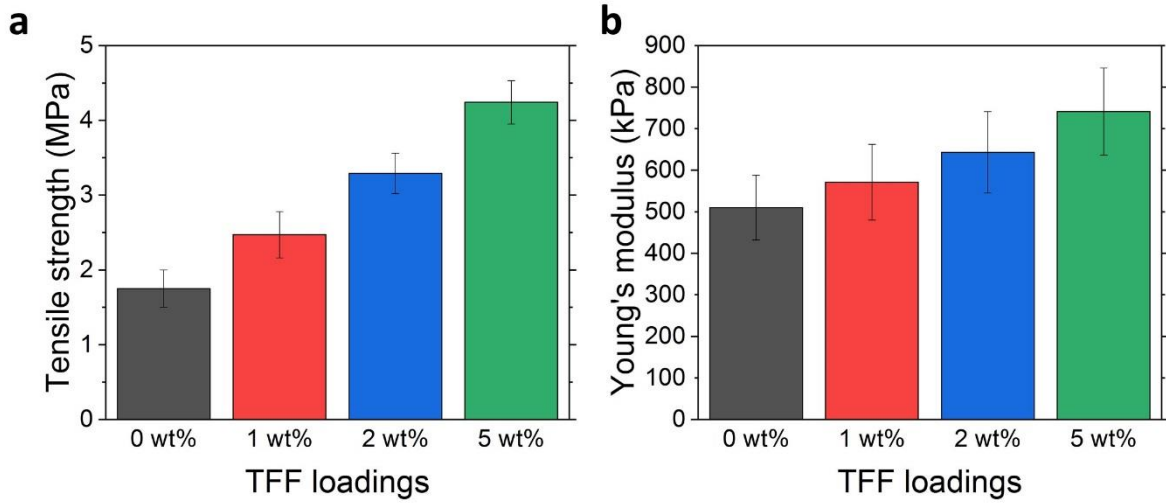 a
Tensile strength (MPa)
5
4
3
2
1
0
0 wt% 1 wt% 2 wt% 5 wt%
TFF loadings
b
Young's modulus (kPa)
900
800
700
600
500
400
300
200
100
0
0 wt% 1 wt% 2 wt% 5 wt%
TFF loadings